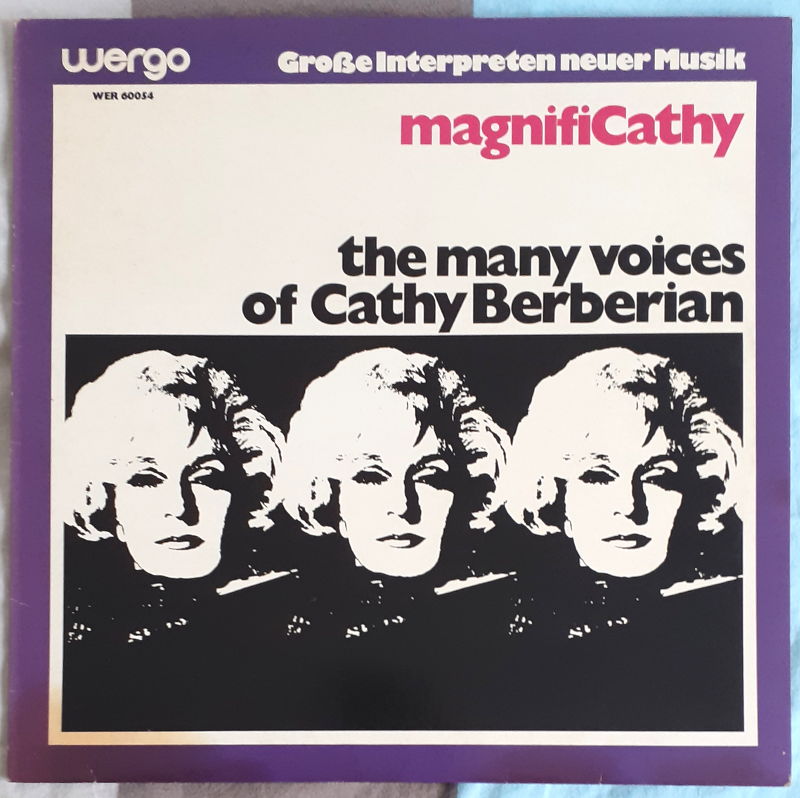 wergo
Große Interpreten neuer Musik
WER 60054
magnifiCathy
the many voices
of Cathy Berberian